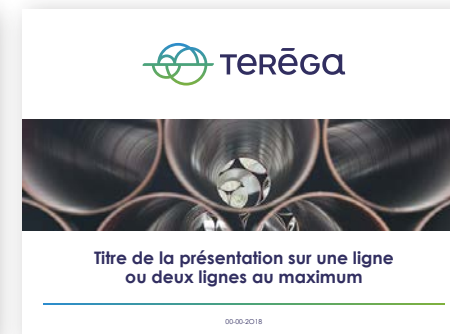 TERĒGA
Titre de la présentation sur une ligne
ou deux lignes au maximum
00-00-2018